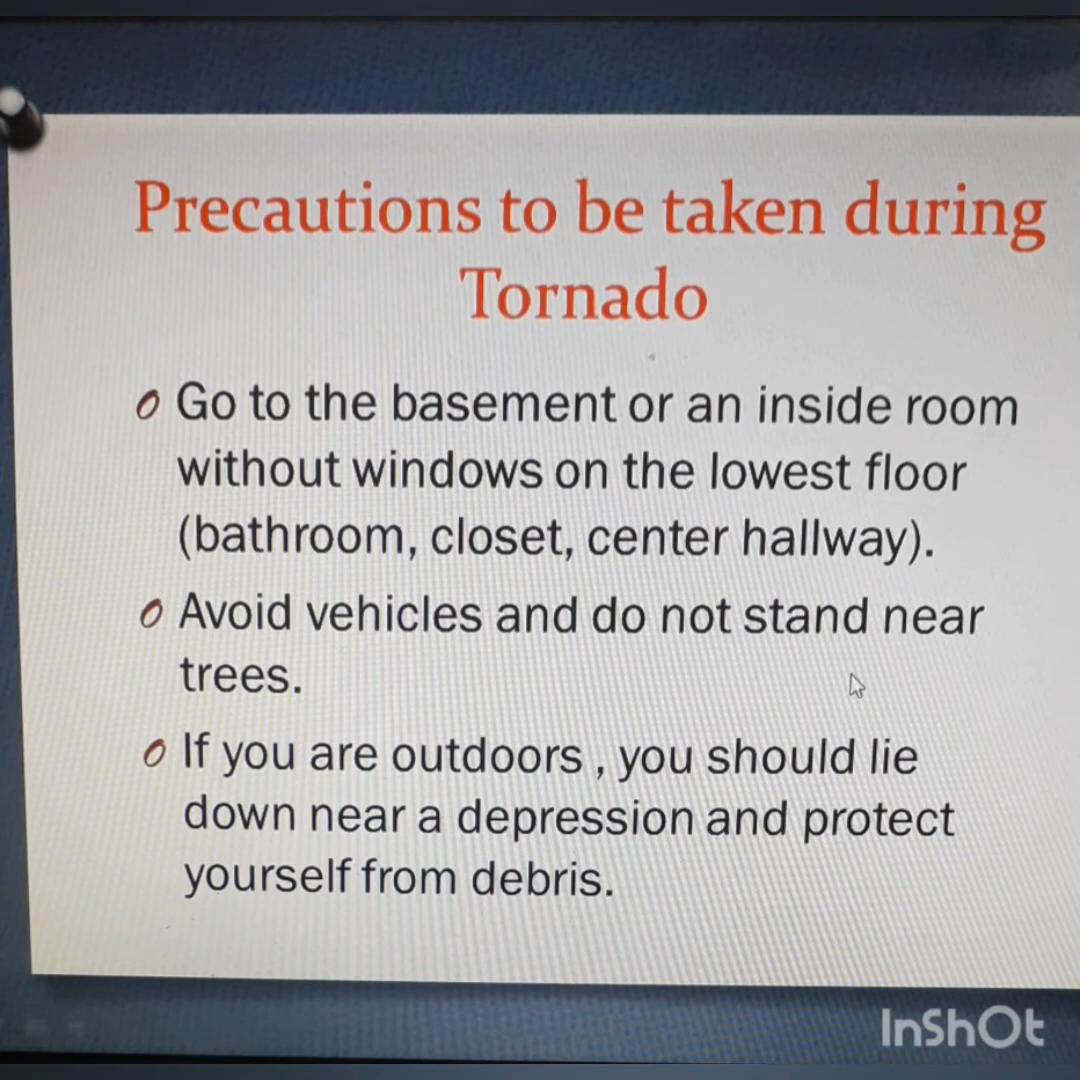 Precautions to be taken during
Tornado
Go to the basement or an inside room
without windows on the lowest floor
(bathroom, closet, center hallway).
Avoid vehicles and do not stand near
trees.
If you are outdoors , you should lie
down near a depression and protect
yourself from debris.
InShOt